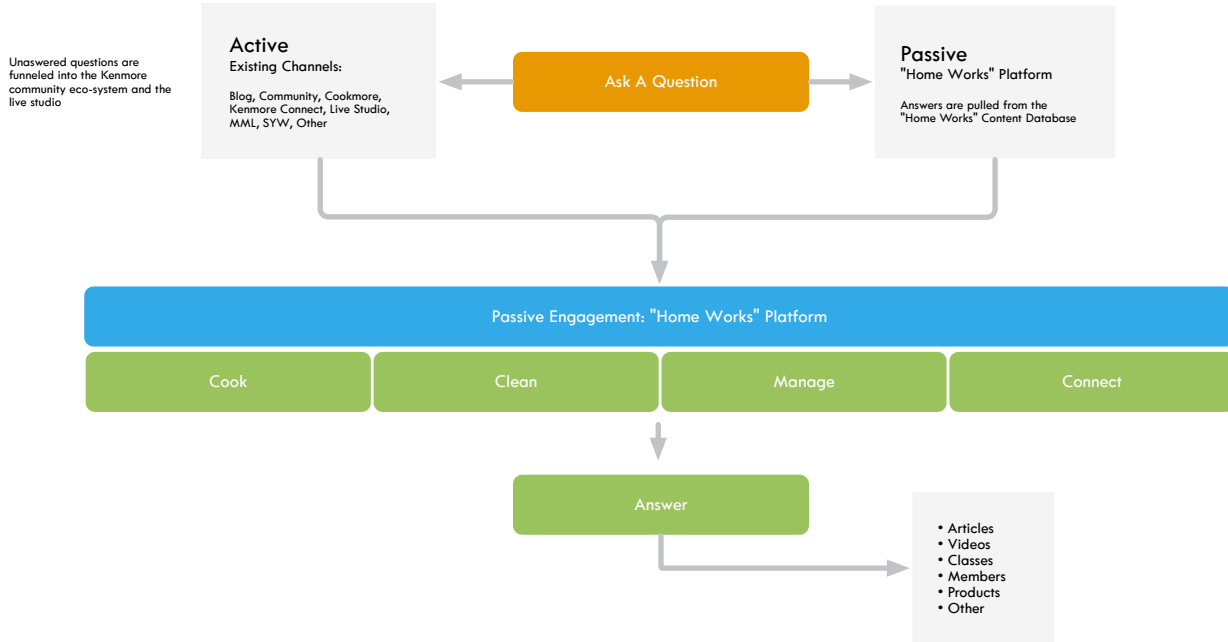 Unaswered questions are
funneled into the Kenmore
community eco-system and the
live studio
Active
Existing Channels:
Blog, Community, Cookmore,
Kenmore Connect, Live Studio,
MML, SYW, Other
Ask A Question
Passive
"Home Works" Platform
Answers are pulled from the
"Home Works" Content Database
Passive Engagement: "Home Works" Platform
Cook
Clean
Manage
Connect
Answer
• Articles
• Videos
• Classes
• Members
• Products
• Other